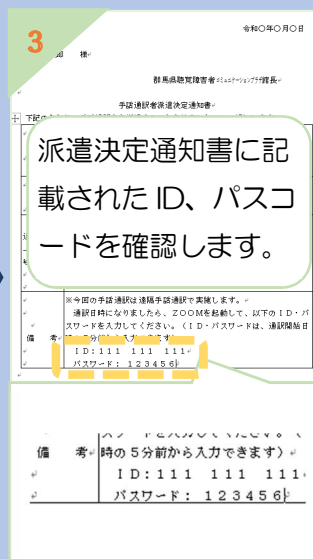 3
令和〇年〇月〇日
様
群馬県聴覚障害者コミュニケーションプラザ館長
手話通訳者派遣決定通知書
派遣決定通知書に記
載された ID、パスコ
ードを確認します。
※今回の手話通訳は遠隔手話通訳で実施します。
通訳日時になりましたら、ZOOMを起動して、以下のID・パ
スワードを入力してください。（ID・パスワードは、通訳開始日
備 考
ID:111 111 111
パスワード: 123456
備 考 時の5分前から入力できます）
ID:111 111 111
パスワード: 123456